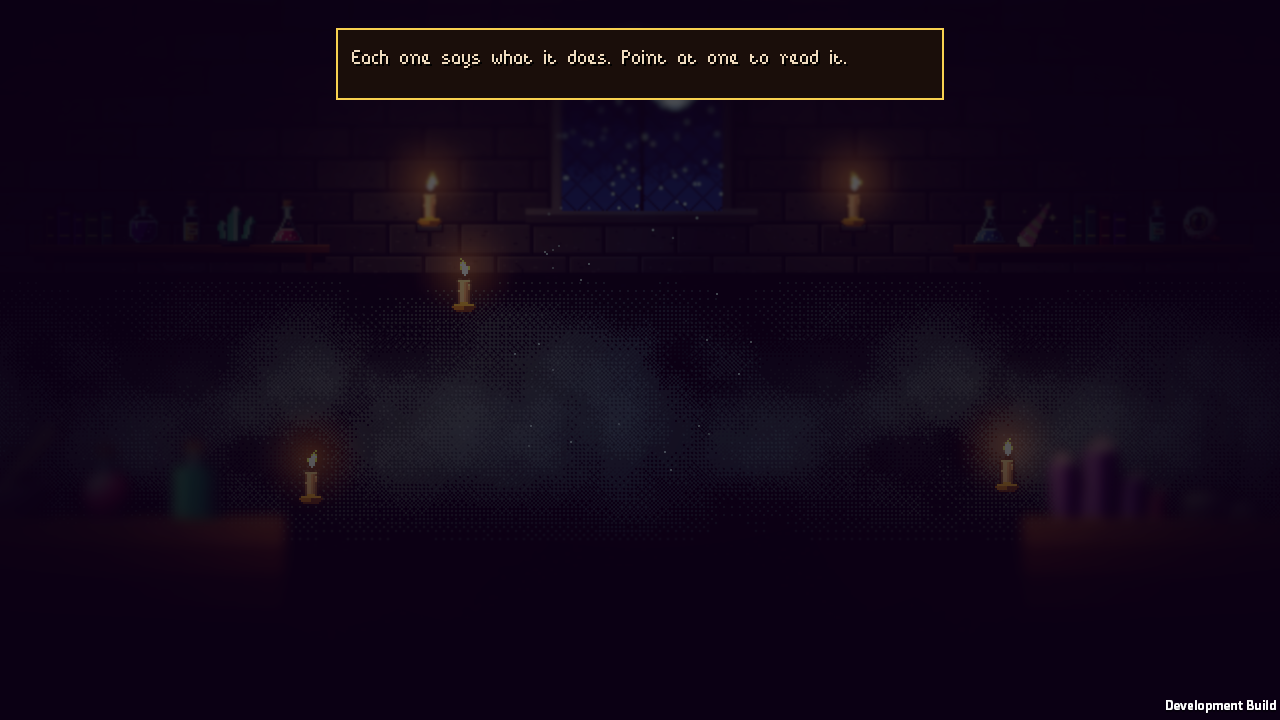 Each one says what it does. Point at one to read it.
Development Build